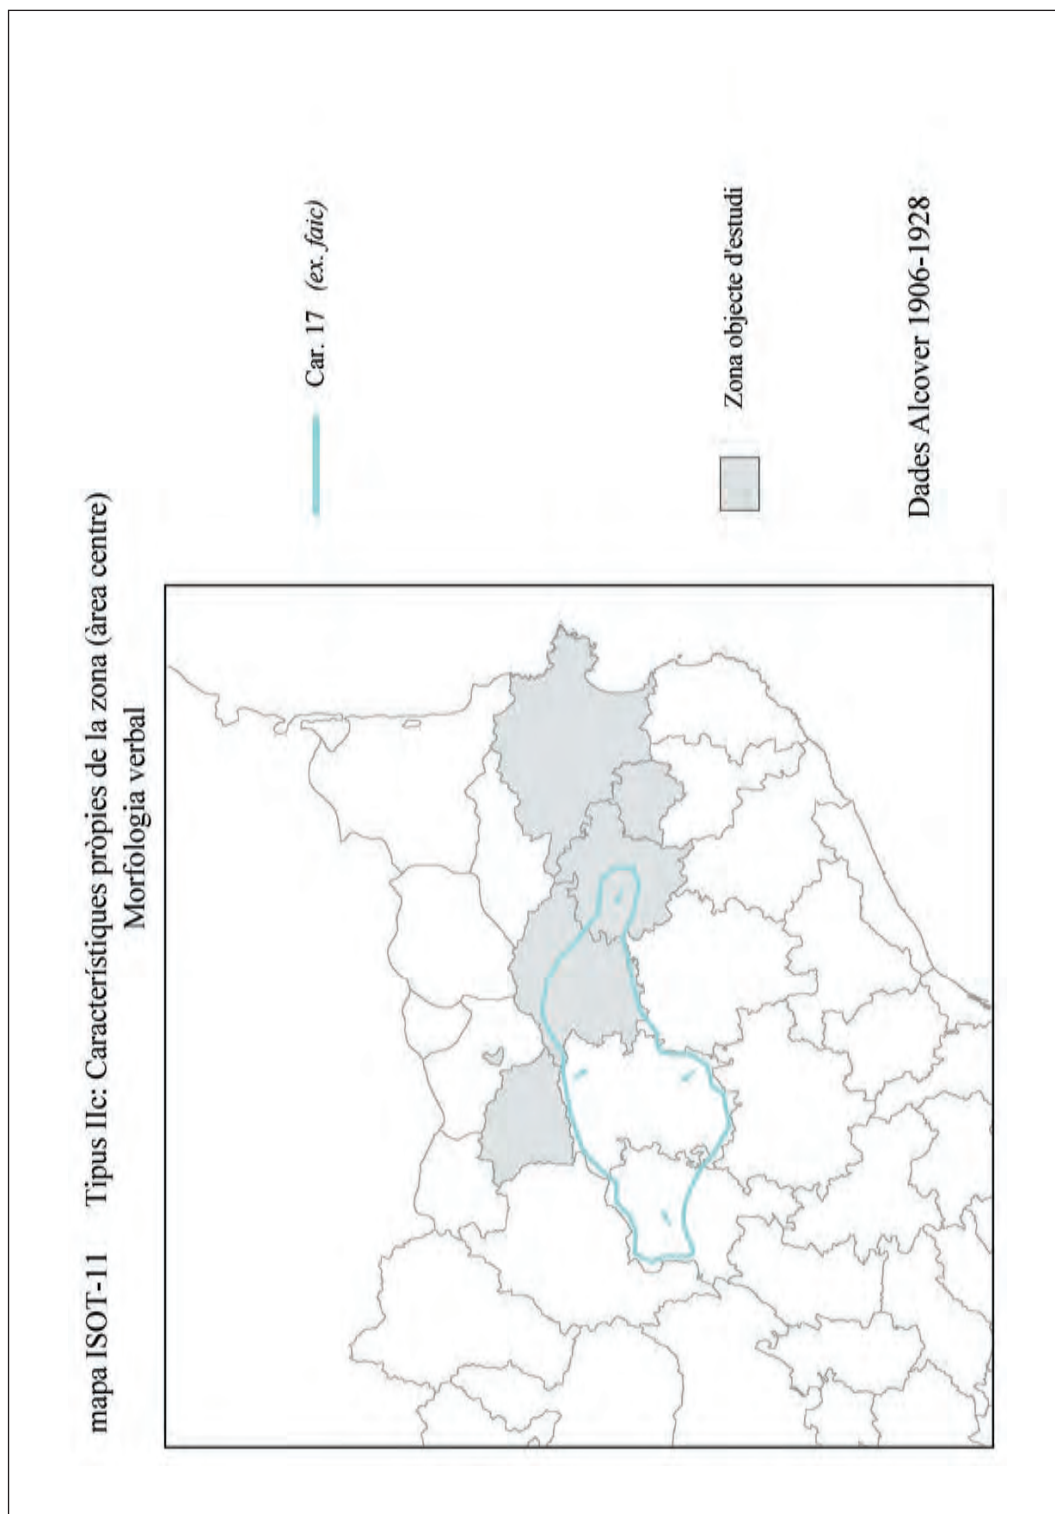 mapa ISOT-11 Tipus IIc: Característiques pròpies de la zona (àrea centre)
Morfologia verbal
Car. 17 (ex. faic)
Zona objecte d'estudi
Dades Alcover 1906-1928